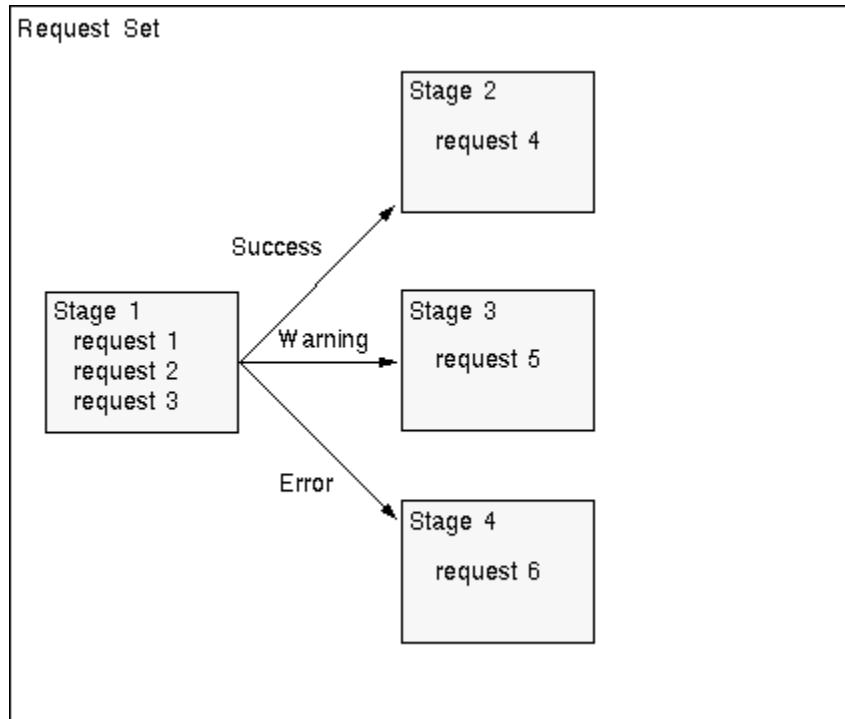 Request Set
Stage 2
request 4
Success
Stage 1
request 1
request 2
request 3
Warning
Stage 3
request 5
Error
Stage 4
request 6